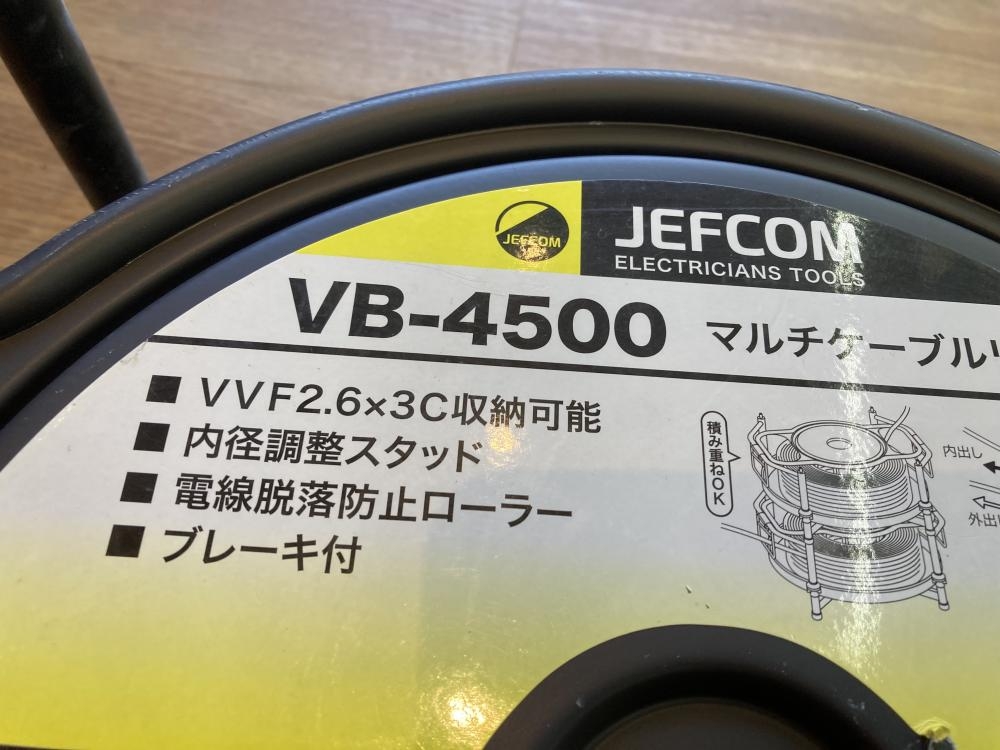 JEFCOM
JEFCOM
ELECTRICIANS TOOLS
VB-4500 マルチケーブルリ
■ VVF2.6×3C収納可能
■ 内径調整スタッド
■ 電線脱落防止ローラー
■ ブレーキ付
積み重ねOK
内出し
外出し